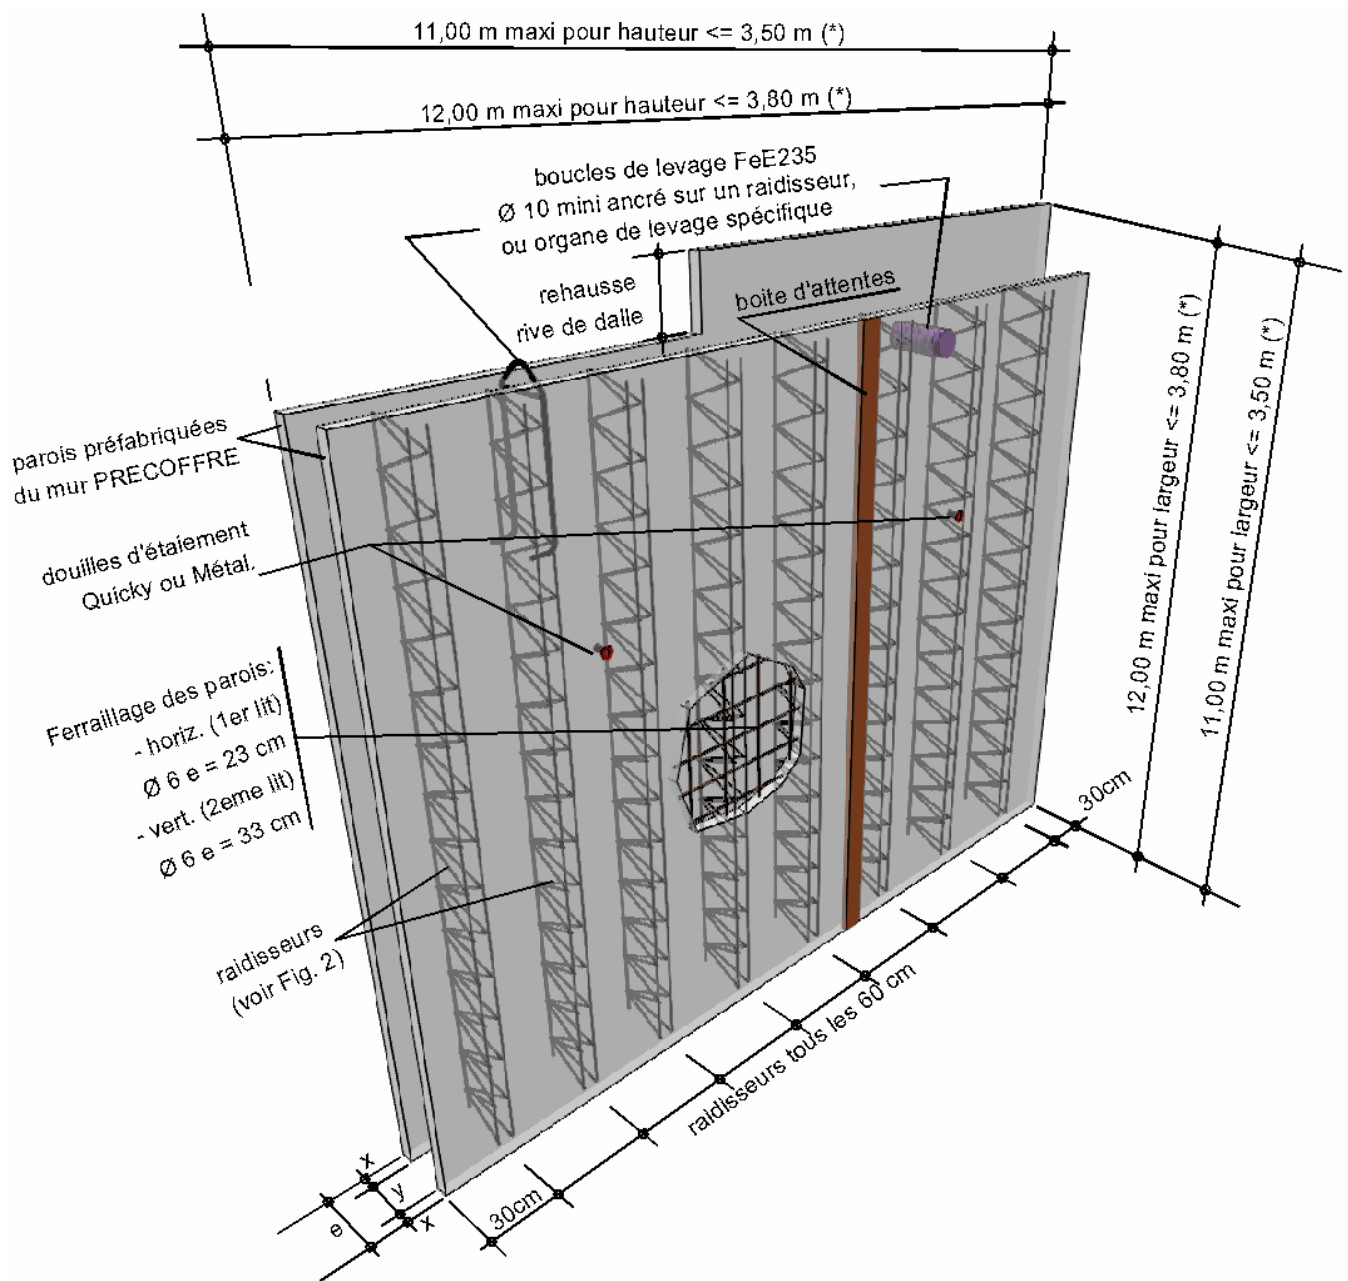 11,00 m maxi pour hauteur <= 3,50 m (*)
12,00 m maxi pour hauteur <= 3,80 m (*)
boucles de levage FeE235
Ø 10 mini ancré sur un raidisseur,
ou organe de levage spécifique
rehausse
rive de dalle
boite d'attentes
parois préfabriquées
du mur PRECOFFRE
douilles d'étaiement
Quicky ou Métal.
Ferraillage des parois:
- horiz. (1er lit)
Ø 6 e = 23 cm
- vert. (2eme lit)
Ø 6 e = 33 cm
raidisseurs
(voir Fig. 2)
12,00 m maxi pour largeur <= 3,80 m (*)
11,00 m maxi pour largeur <= 3,50 m (*)
30cm
raidisseurs tous les 60 cm
30cm
x
y
x
e